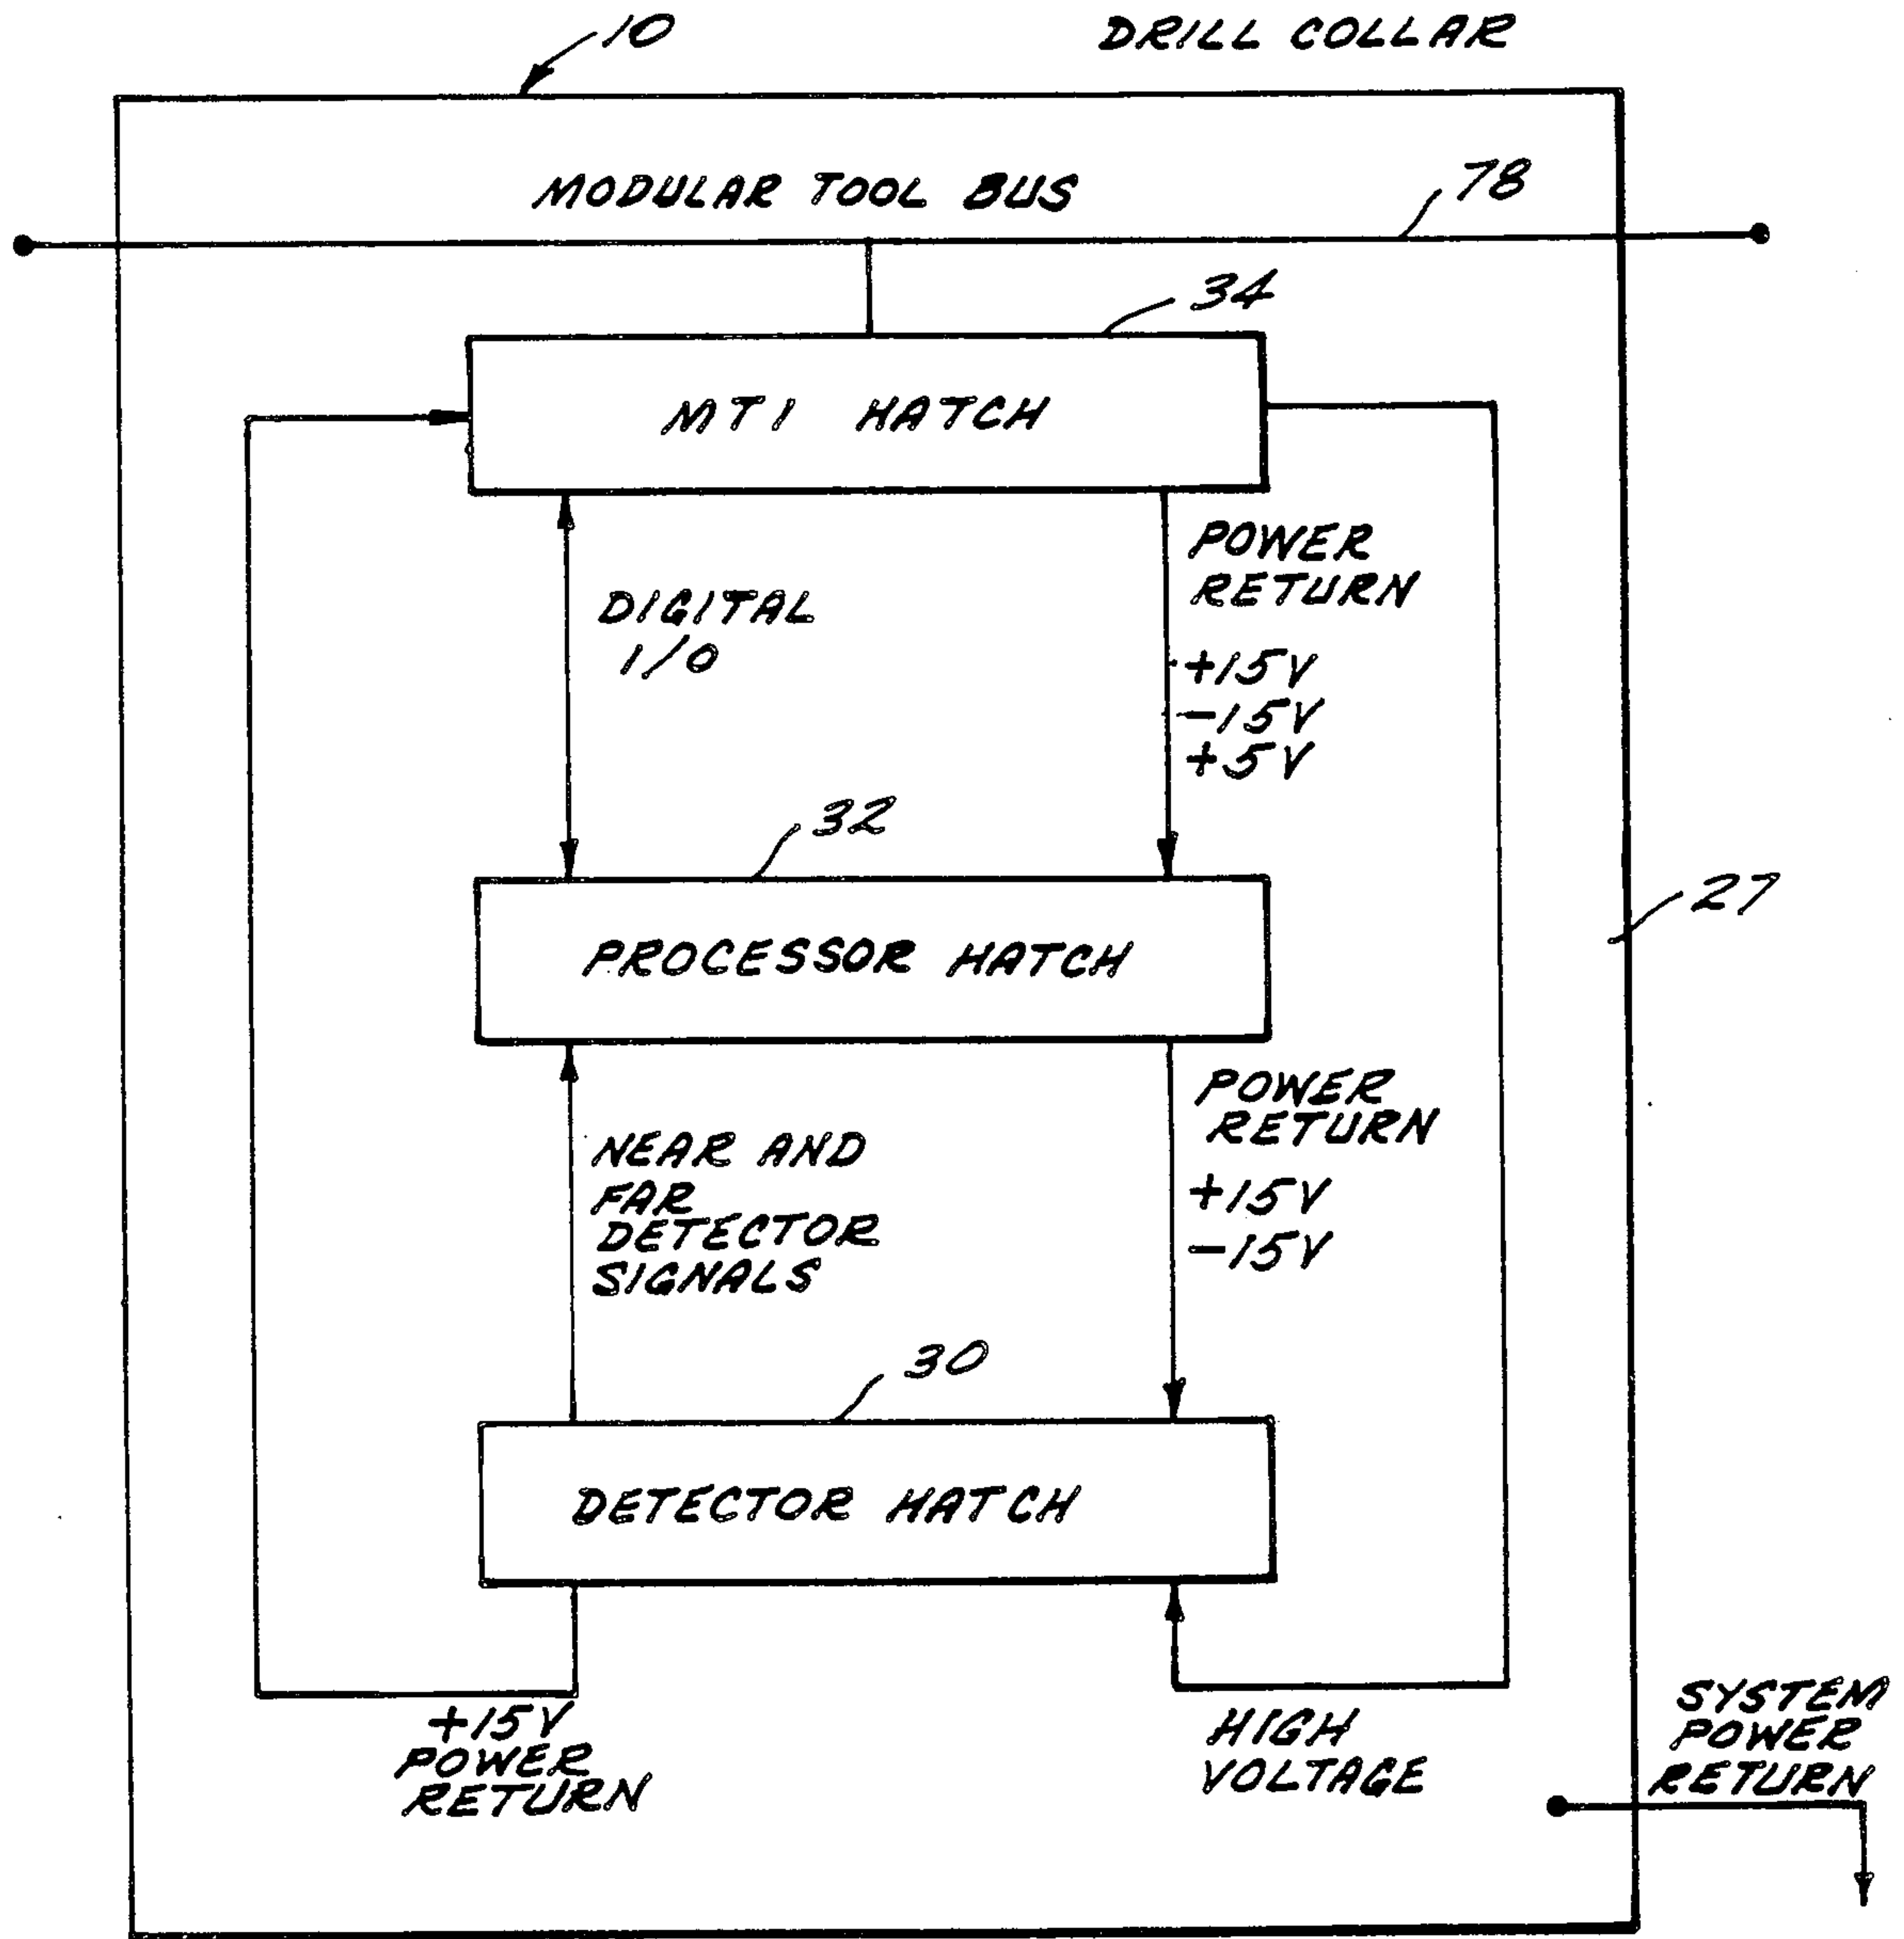 10
DRILL COLLAR
MODULAR TOOL BUS
78
34
MTI HATCH
POWER
RETURN
+15V
-15V
+5V
DIGITAL
I/O
32
27
PROCESSOR HATCH
POWER
RETURN
+15V
-15V
NEAR AND
FAR
DETECTOR
SIGNALS
30
DETECTOR HATCH
+15V
POWER
RETURN
HIGH
VOLTAGE
SYSTEM
POWER
RETURN